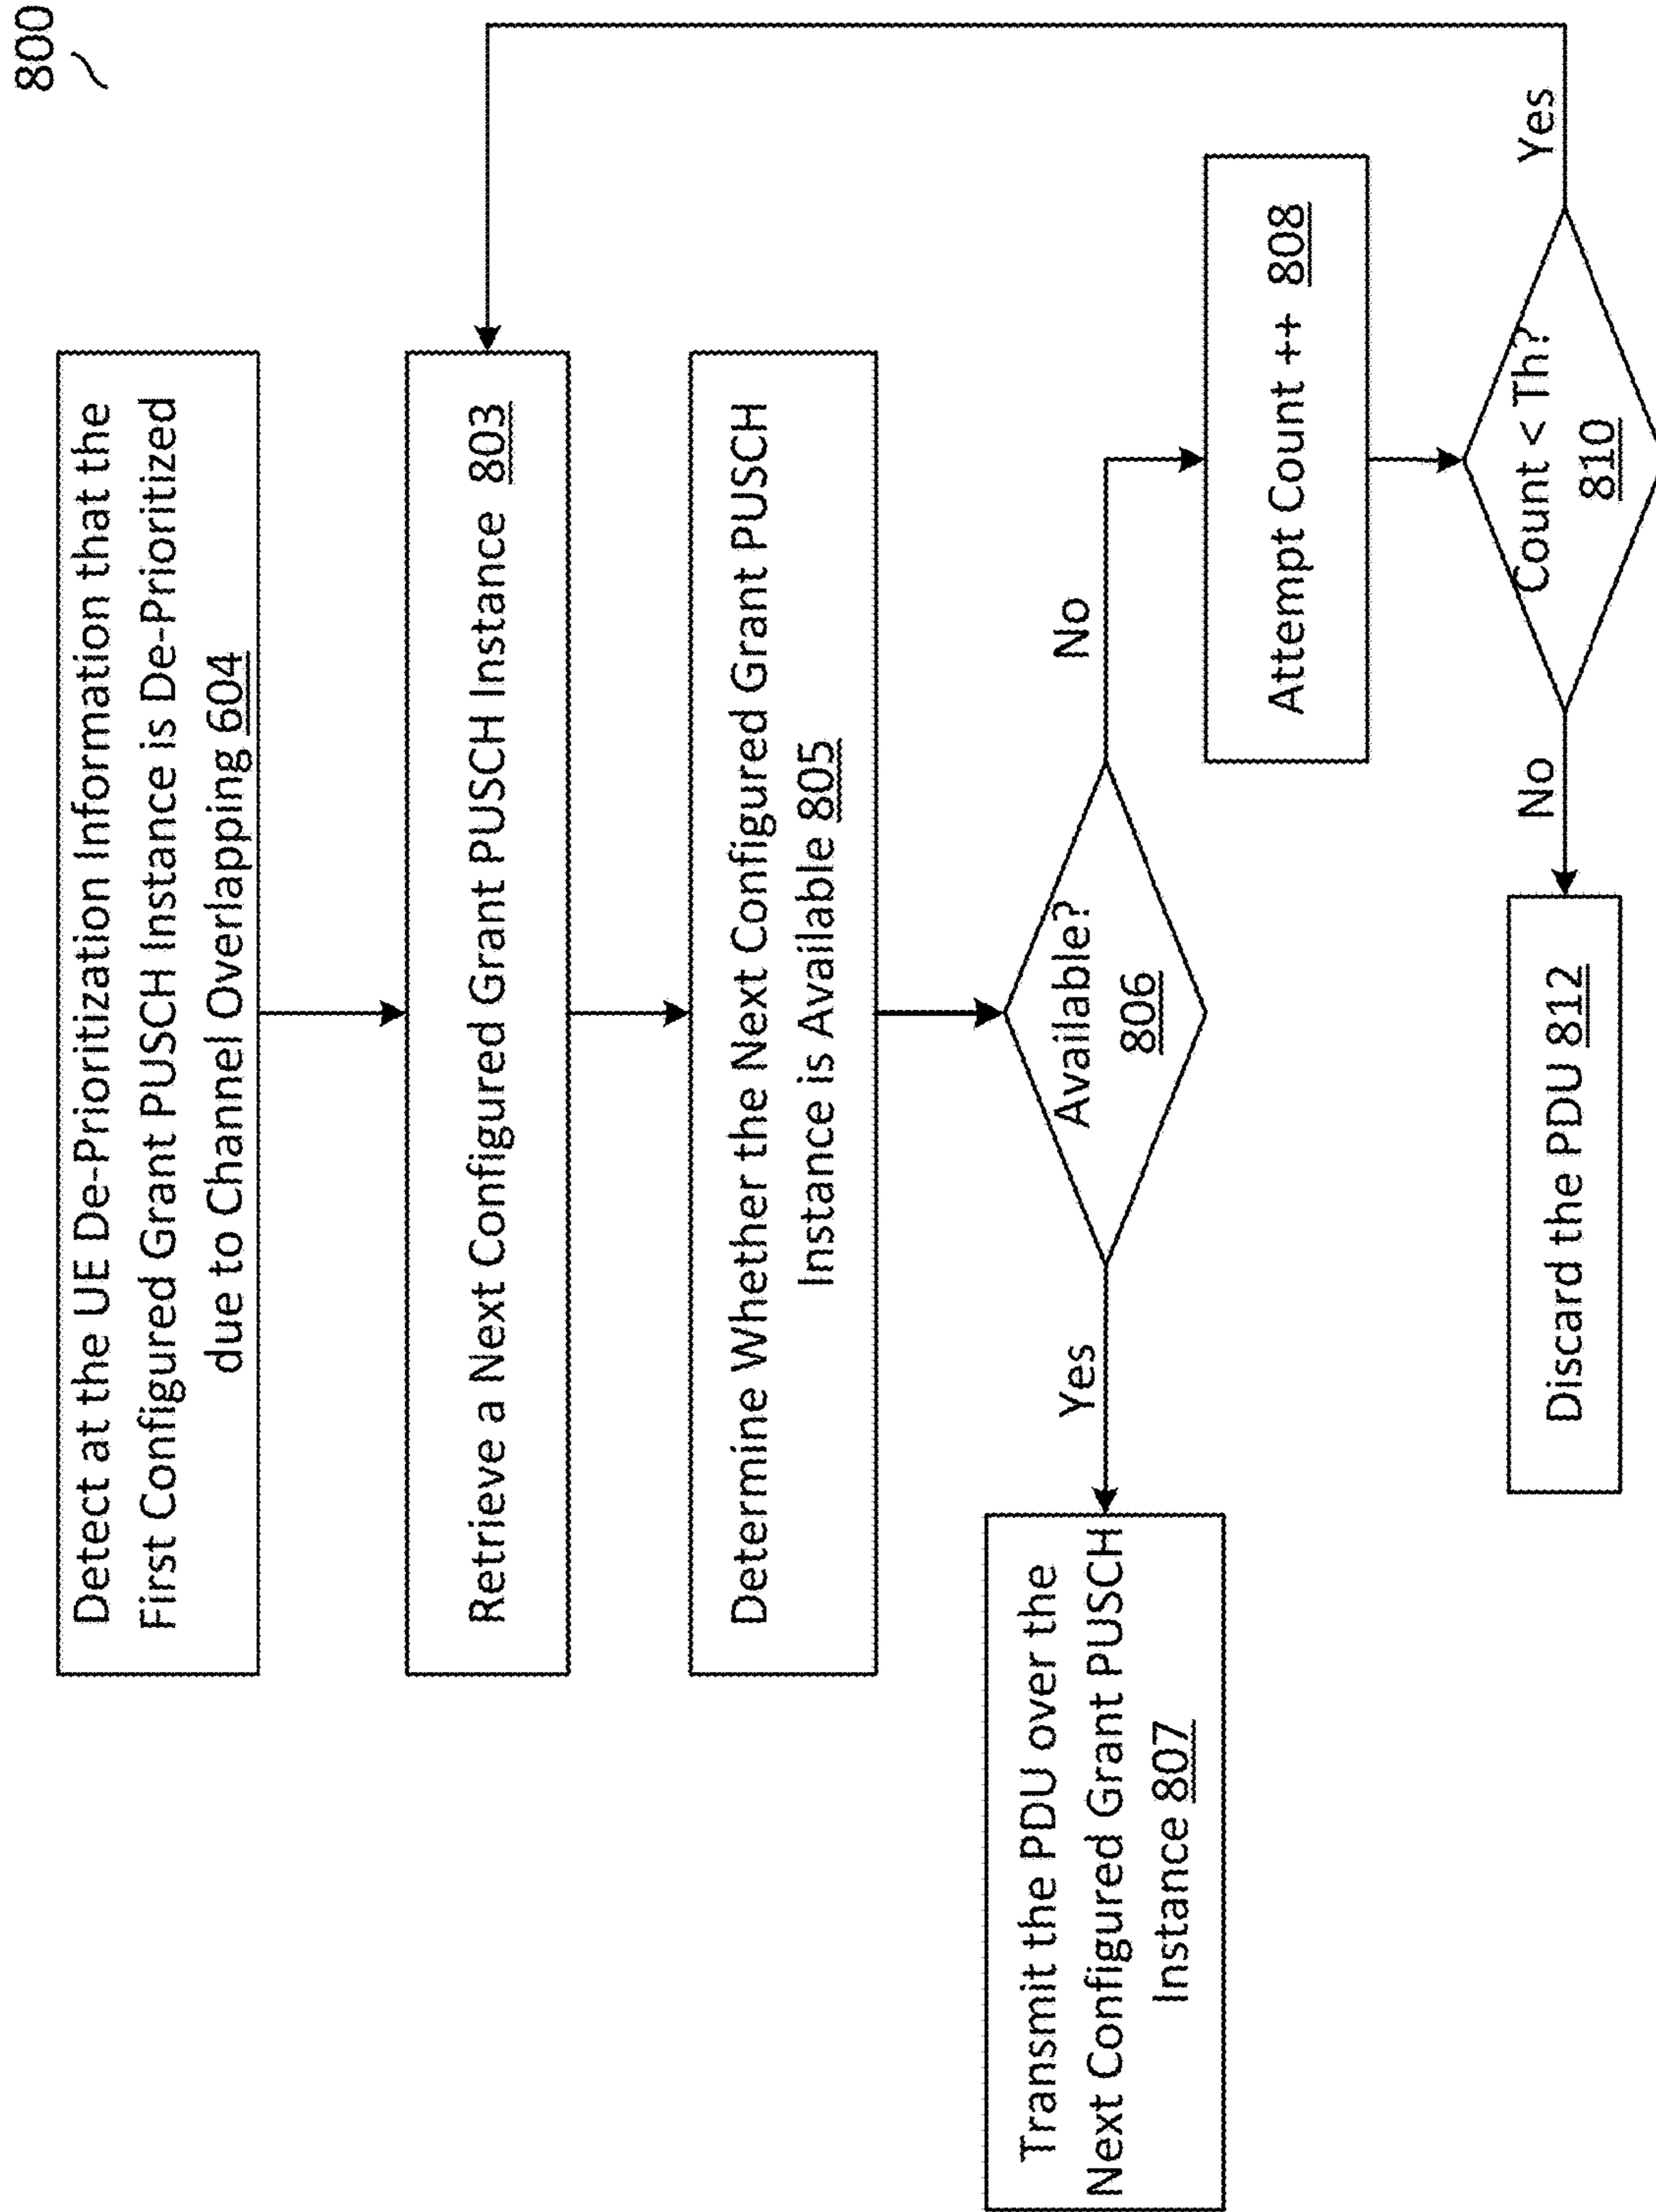 800
Detect at the UE De-Prioritization Information that the
First Configured Grant PUSCH Instance is De-Prioritized
due to Channel Overlapping 604
Retrieve a Next Configured Grant PUSCH Instance 803
Determine Whether the Next Configured Grant PUSCH
Instance is Available 805
Available?
806
Yes
No
Transmit the PDU over the
Next Configured Grant PUSCH
Instance 807
Attempt Count ++ 808
Count < Th?
810
No
Yes
Discard the PDU 812